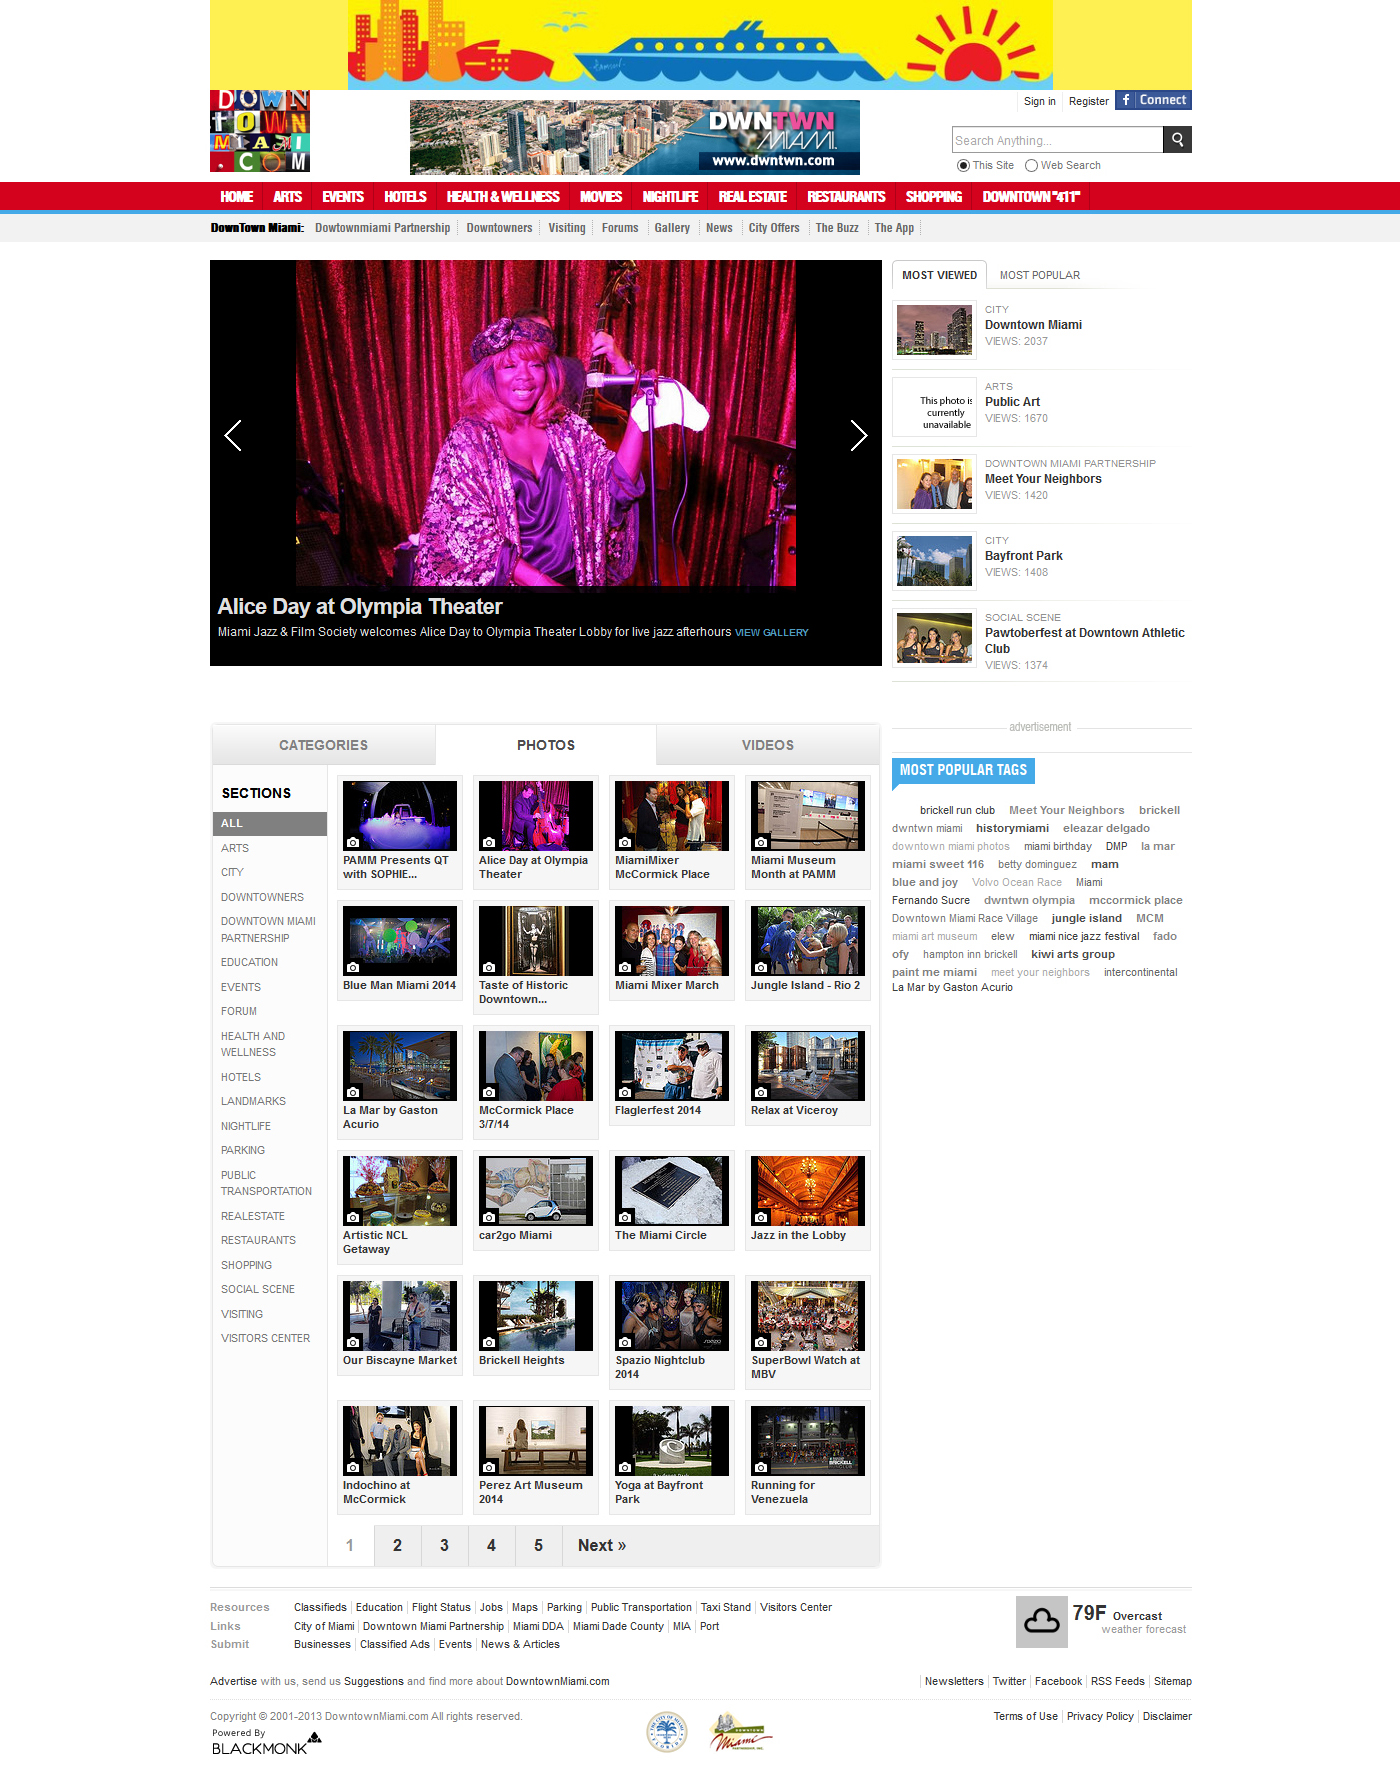 DOWN
TOWN
MIAMI
.COM
DWNTWN
MIAMI.
www.dwntwn.com
Sign in
Register
f Connect
Search Anything...
This Site
Web Search
HOME
ARTS
EVENTS
HOTELS
HEALTH & WELLNESS
MOVIES
NIGHTLIFE
REAL ESTATE
RESTAURANTS
SHOPPING
DOWNTOWN "411"
DownTown Miami:
Dowtownmiami Partnership
Downtowners
Visiting
Forums
Gallery
News
City Offers
The Buzz
The App
Alice Day at Olympia Theater
Miami Jazz & Film Society welcomes Alice Day to Olympia Theater Lobby for live jazz afterhours VIEW GALLERY
MOST VIEWED
MOST POPULAR
CITY
Downtown Miami
VIEWS: 2037
This photo is
currently
unavailable
ARTS
Public Art
VIEWS: 1670
DOWNTOWN MIAMI PARTNERSHIP
Meet Your Neighbors
VIEWS: 1420
CITY
Bayfront Park
VIEWS: 1408
SOCIAL SCENE
Pawtoberfest at Downtown Athletic
Club
VIEWS: 1374
advertisement
MOST POPULAR TAGS
brickell run club Meet Your Neighbors brickell
dwntwn miami historymiami eleazar delgado
downtown miami photos miami birthday DMP la mar
miami sweet 116 betty dominguez mam
blue and joy Volvo Ocean Race Miami
Fernando Sucre dwntwn olympia mccormick place
Downtown Miami Race Village jungle island MCM
miami art museum elew miami nice jazz festival fado
ofy hampton inn brickell kiwi arts group
paint me miami meet your neighbors intercontinental
La Mar by Gaston Acurio
CATEGORIES
PHOTOS
VIDEOS
SECTIONS
ALL
ARTS
CITY
DOWNTOWNERS
DOWNTOWN MIAMI
PARTNERSHIP
EDUCATION
EVENTS
FORUM
HEALTH AND
WELLNESS
HOTELS
LANDMARKS
NIGHTLIFE
PARKING
PUBLIC
TRANSPORTATION
REALESTATE
RESTAURANTS
SHOPPING
SOCIAL SCENE
VISITING
VISITORS CENTER
PAMM Presents QT
with SOPHIE...
Alice Day at Olympia
Theater
MiamiMixer
McCormick Place
Miami Museum
Month at PAMM
Blue Man Miami 2014
Taste of Historic
Downtown...
Miami Mixer March
Jungle Island - Rio 2
La Mar by Gaston
Acurio
McCormick Place
3/7/14
Flaglerfest 2014
Relax at Viceroy
Artistic NCL
Getaway
car2go Miami
The Miami Circle
Jazz in the Lobby
Our Biscayne Market
Brickell Heights
Spazio Nightclub
2014
SuperBowl Watch at
MBV
Indochino at
McCormick
Perez Art Museum
2014
Yoga at Bayfront
Park
BRICKELL
Running for
Venezuela
1
2
3
4
5
Next »
Resources Classifieds Education Flight Status Jobs Maps Parking Public Transportation Taxi Stand Visitors Center
Links City of Miami Downtown Miami Partnership Miami DDA Miami Dade County MIA Port
Submit Businesses Classified Ads Events News & Articles
79F Overcast
weather forecast
Advertise with us, send us Suggestions and find more about DowntownMiami.com
Newsletters Twitter Facebook RSS Feeds Sitemap
Copyright © 2001-2013 DowntownMiami.com All rights reserved.
Powered By
BLACKMONK
Miami
Terms of Use Privacy Policy Disclaimer